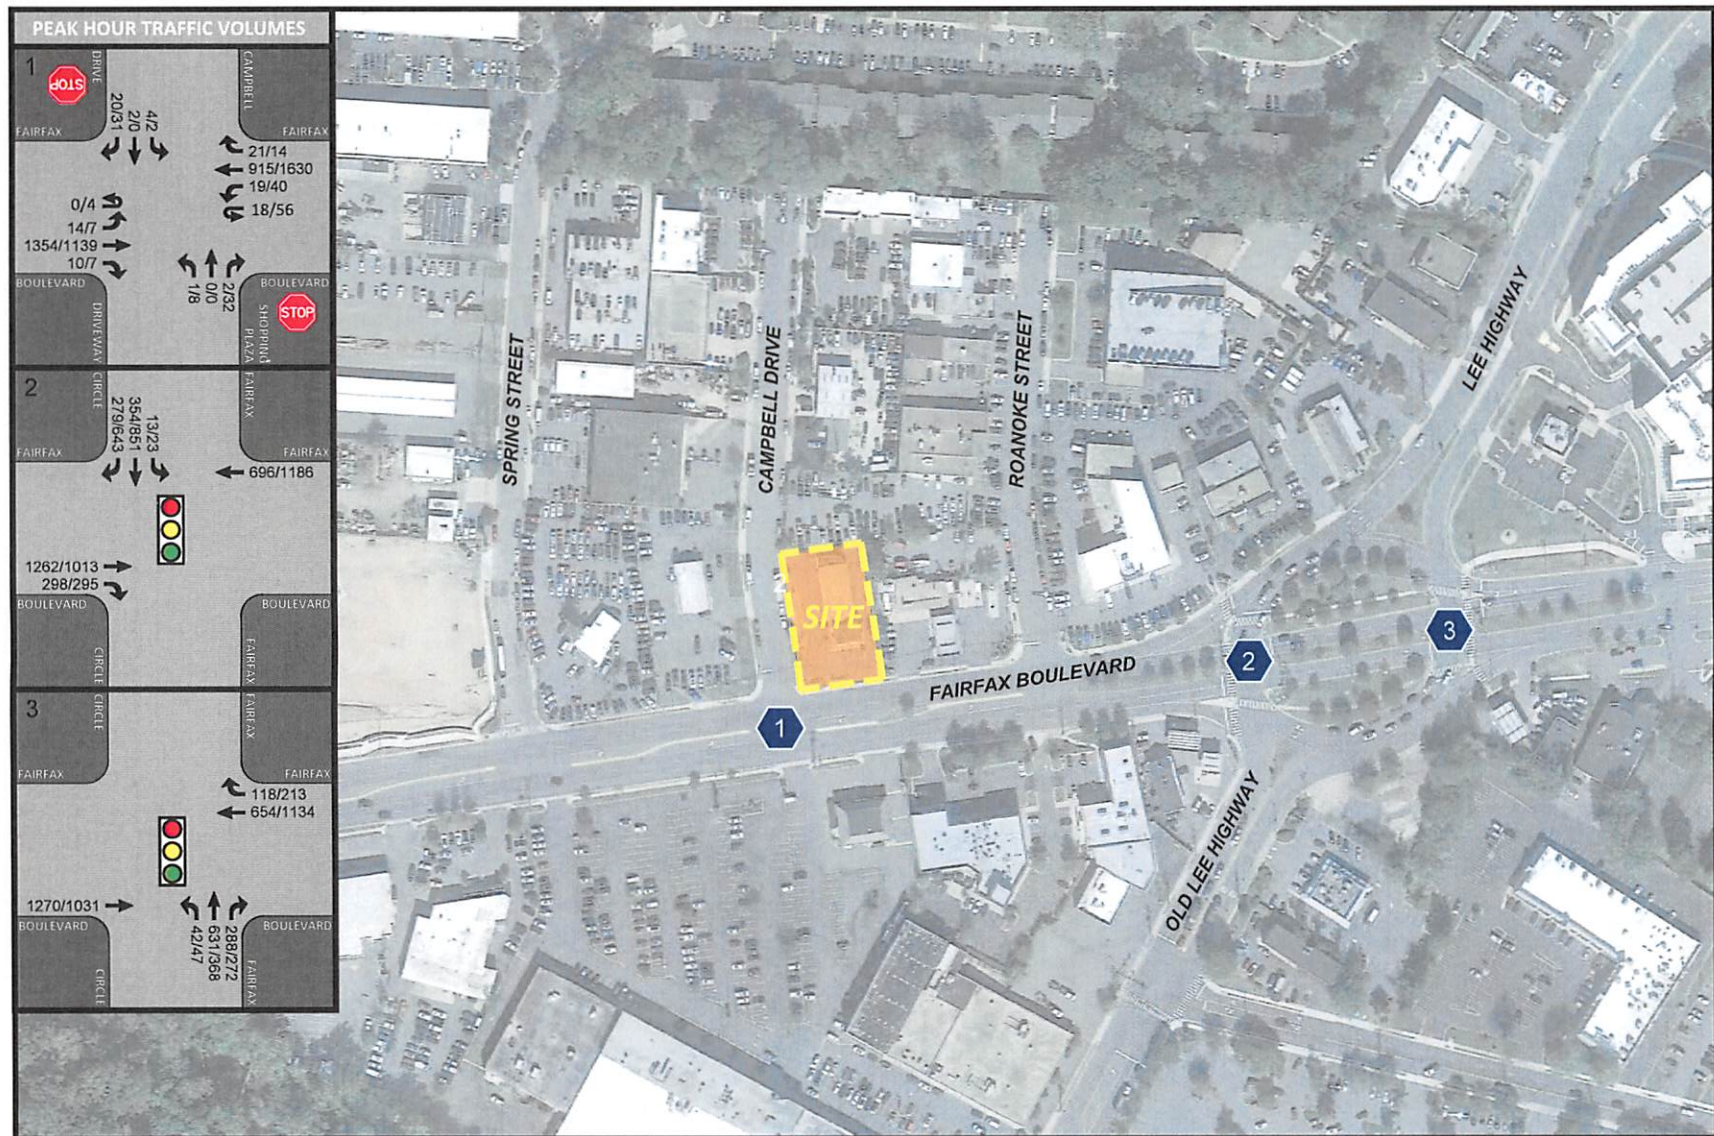 PEAK HOUR TRAFFIC VOLUMES
1
DRIVE
CAMPBELL
STOP
20/31
2/0
4/2
FAIRFAX
FAIRFAX
21/14
915/1630
19/40
18/56
0/4
14/7
1354/1139
10/7
1/8
0/0
2/32
BOULEVARD
BOULEVARD
DRIVEWAY
SHOPPING
PLAZA
STOP
2
CIRCLE
FAIRFAX
279/643
354/851
13/23
FAIRFAX
FAIRFAX
696/1186
1262/1013
298/295
BOULEVARD
BOULEVARD
CIRCLE
FAIRFAX
3
CIRCLE
FAIRFAX
FAIRFAX
FAIRFAX
118/213
654/1134
1270/1031
42/47
631/368
288/272
BOULEVARD
BOULEVARD
CIRCLE
FAIRFAX
SPRING STREET
CAMPBELL DRIVE
ROANOKE STREET
LEE HIGHWAY
SITE
FAIRFAX BOULEVARD
1
2
3
OLD LEE HIGHWAY